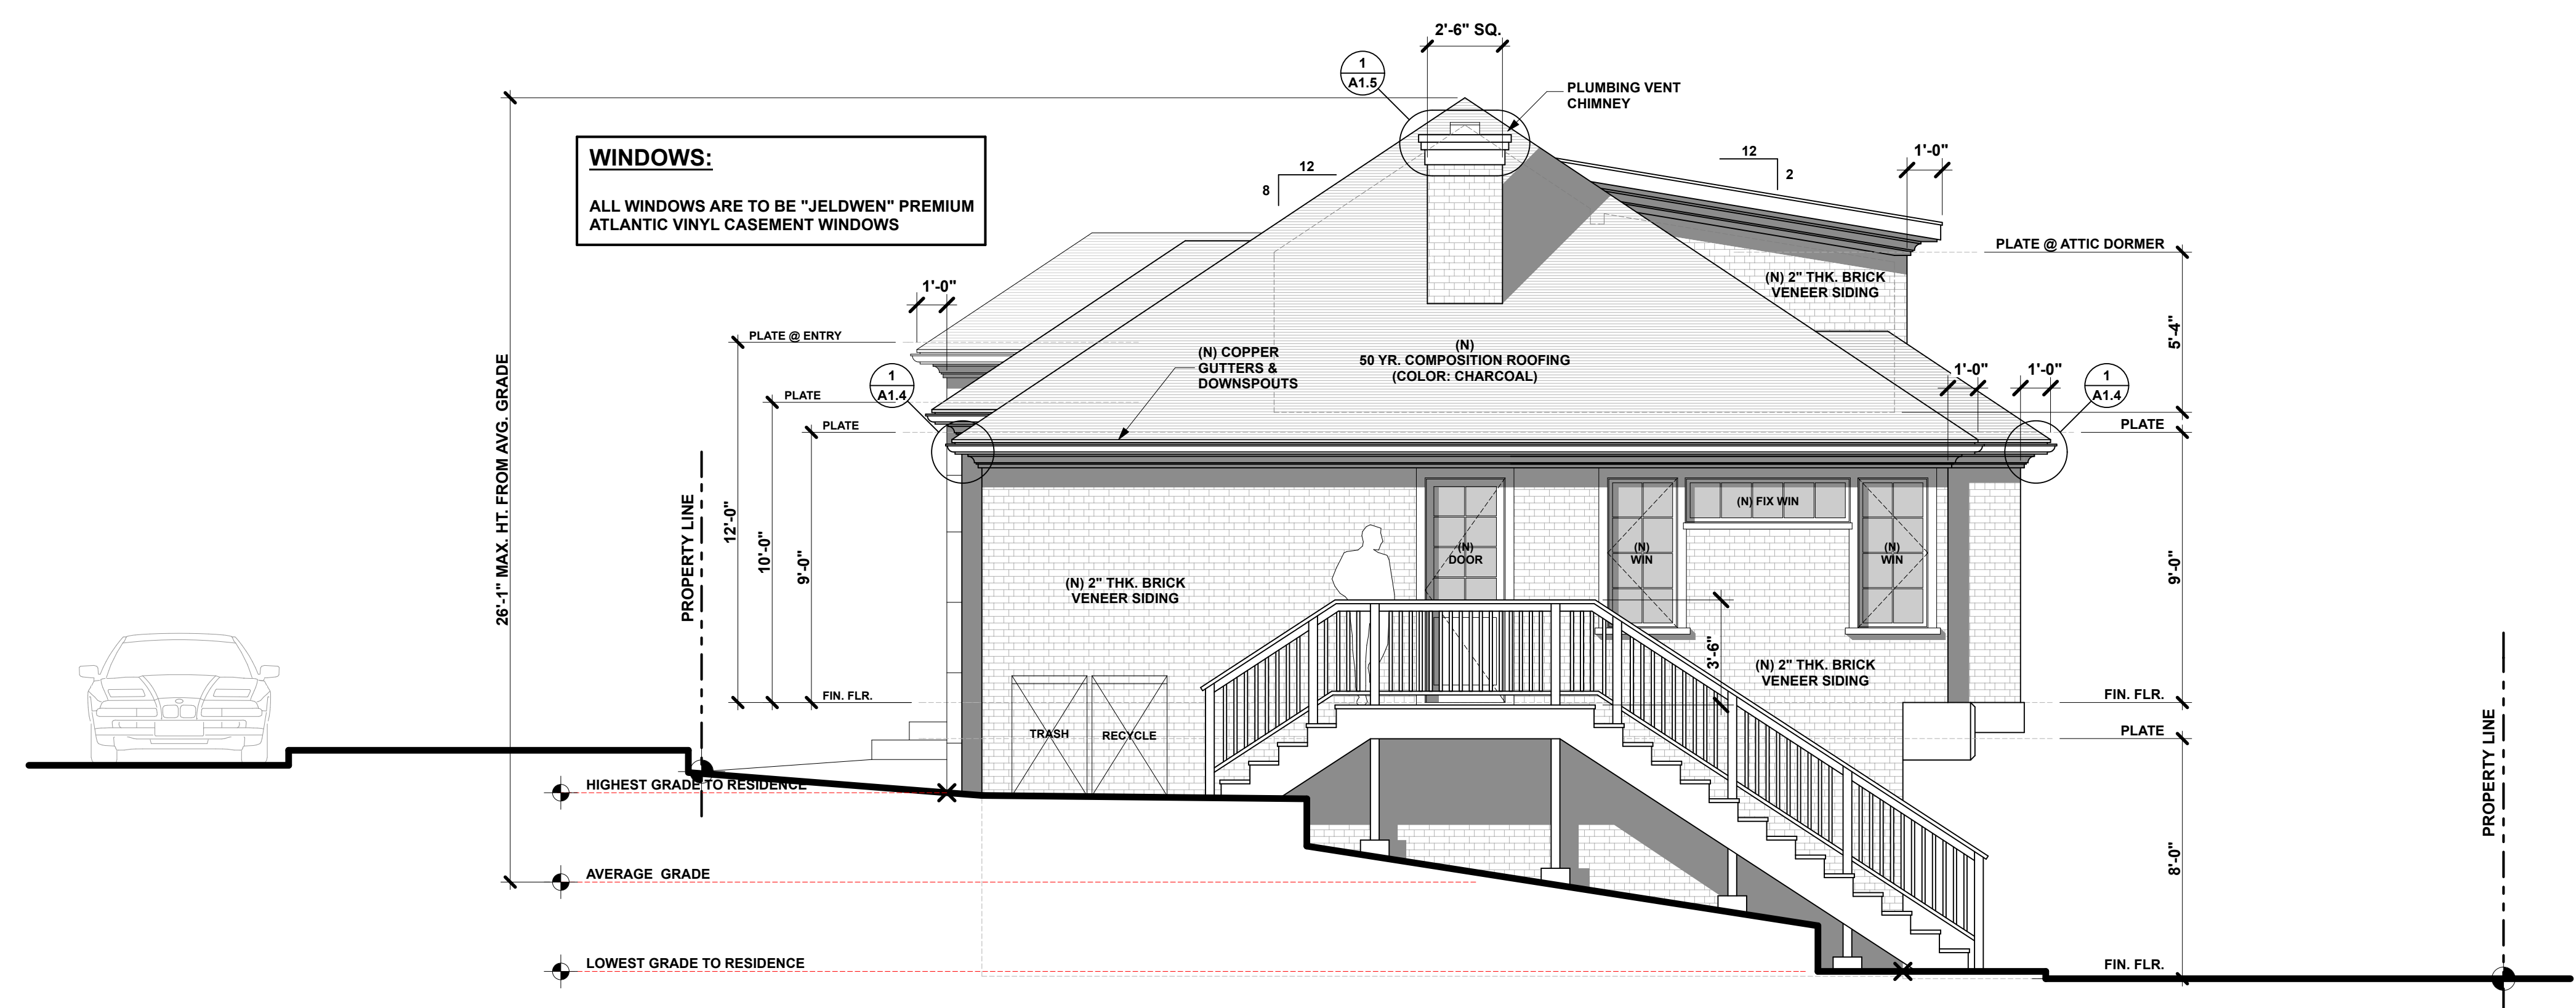 2'-6" SQ.
1
A1.5
PLUMBING VENT
CHIMNEY
WINDOWS:
ALL WINDOWS ARE TO BE "JELDWEN" PREMIUM
ATLANTIC VINYL CASEMENT WINDOWS
12
8
12
2
1'-0"
PLATE @ ATTIC DORMER
(N) 2" THK. BRICK
VENEER SIDING
1'-0"
PLATE @ ENTRY
5'-4"
(N) COPPER
GUTTERS &
DOWNSPOUTS
(N)
50 YR. COMPOSITION ROOFING
(COLOR: CHARCOAL)
1
A1.4
1'-0"
1'-0"
1
A1.4
PLATE
PLATE
PLATE
26'-1" MAX. HT. FROM AVG. GRADE
PROPERTY LINE
12'-0"
10'-0"
9'-0"
(N) FIX WIN
(N)
DOOR
(N)
WIN
(N)
WIN
9'-0"
(N) 2" THK. BRICK
VENEER SIDING
3'-6"
(N) 2" THK. BRICK
VENEER SIDING
FIN. FLR.
FIN. FLR.
TRASH
RECYCLE
PLATE
PROPERTY LINE
HIGHEST GRADE TO RESIDENCE
8'-0"
AVERAGE GRADE
LOWEST GRADE TO RESIDENCE
FIN. FLR.